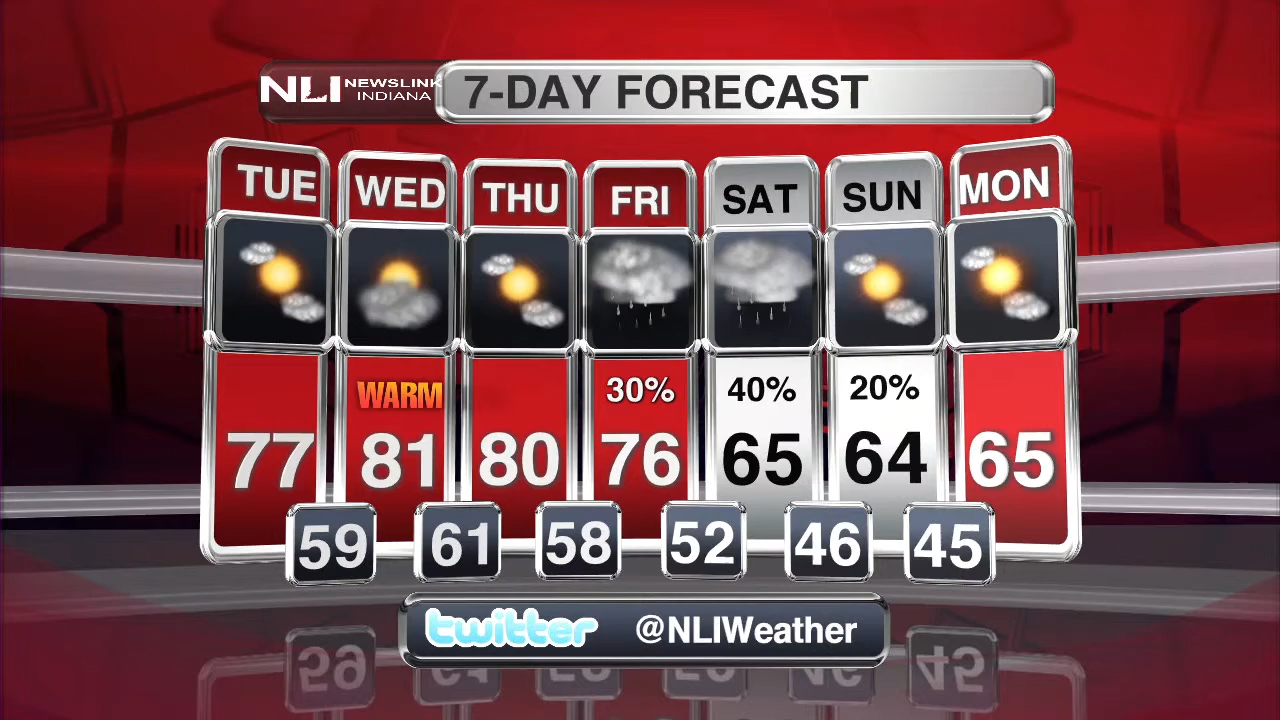 NLI NEWSLINK
INDIANA
7-DAY FORECAST
TUE WED THU FRI SAT SUN MON
WARM 30% 40% 20%
77 81 80 76 65 64 65
59 61 58 52 46 45
twitter @NLIWeather